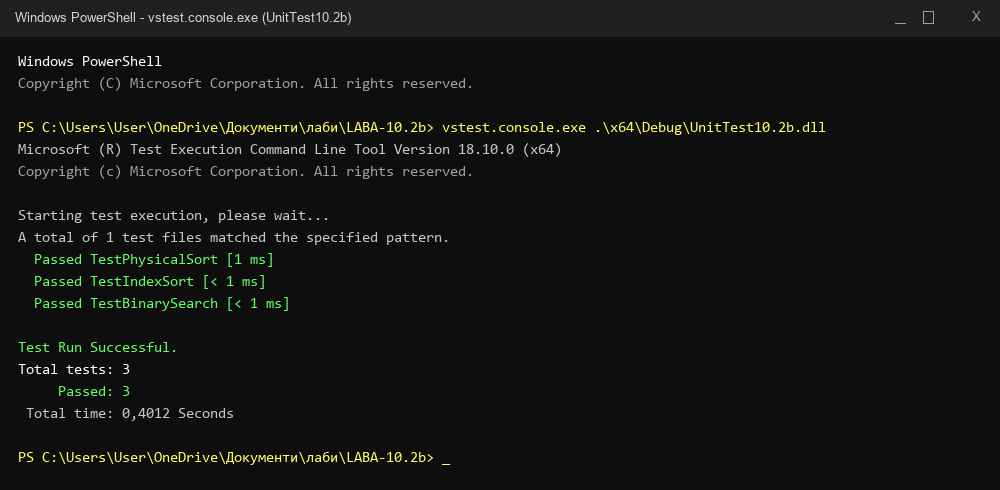 Windows PowerShell - vstest.console.exe (UnitTest10.2b)
Windows PowerShell
Copyright (C) Microsoft Corporation. All rights reserved.
PS C:\Users\User\OneDrive\Документи\лаби\LABA-10.2b> vstest.console.exe .\x64\Debug\UnitTest10.2b.dll
Microsoft (R) Test Execution Command Line Tool Version 18.10.0 (x64)
Copyright (c) Microsoft Corporation. All rights reserved.
Starting test execution, please wait...
A total of 1 test files matched the specified pattern.
Passed TestPhysicalSort [1 ms]
Passed TestIndexSort [< 1 ms]
Passed TestBinarySearch [< 1 ms]
Test Run Successful.
Total tests: 3
Passed: 3
Total time: 0,4012 Seconds
PS C:\Users\User\OneDrive\Документи\лаби\LABA-10.2b> _